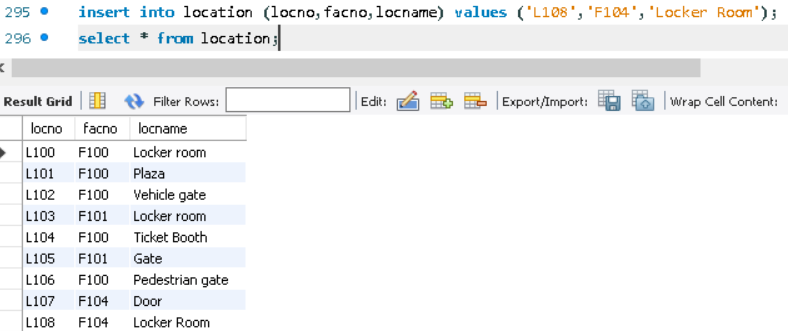 295 insert into location (locno,facno,locname) values ('L108','F104','Locker Room');
296 select * from location;
Result Grid Filter Rows: Edit: Export/Import: Wrap Cell Content:
locno facno locname
L100 F100 Locker room
L101 F100 Plaza
L102 F100 Vehicle gate
L103 F101 Locker room
L104 F100 Ticket Booth
L105 F101 Gate
L106 F100 Pedestrian gate
L107 F104 Door
L108 F104 Locker Room